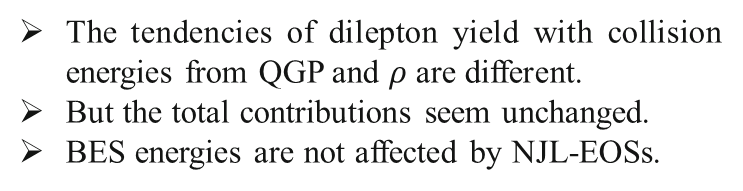 ➢ The tendencies of dilepton yield with collision
energies from QGP and ρ are different.
➢ But the total contributions seem unchanged.
➢ BES energies are not affected by NJL-EOSs.